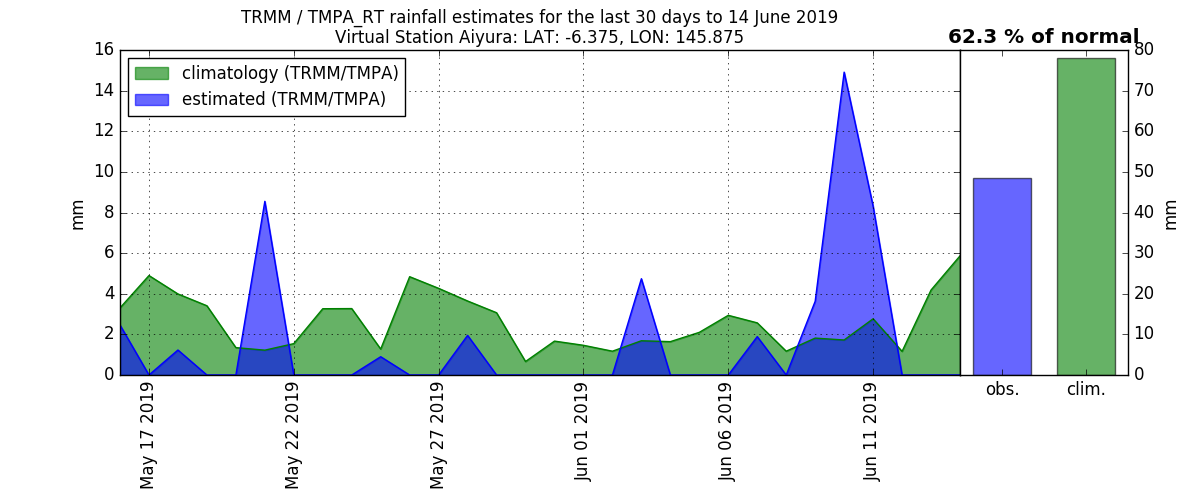 TRMM / TMPA_RT rainfall estimates for the last 30 days to 14 June 2019
Virtual Station Aiyura: LAT: -6.375, LON: 145.875
62.3 % of normal
climatology (TRMM/TMPA)
estimated (TRMM/TMPA)
16
14
12
10
8
6
4
2
0
mm
May 17 2019
May 22 2019
May 27 2019
Jun 01 2019
Jun 06 2019
Jun 11 2019
80
70
60
50
40
30
20
10
0
mm
obs.
clim.